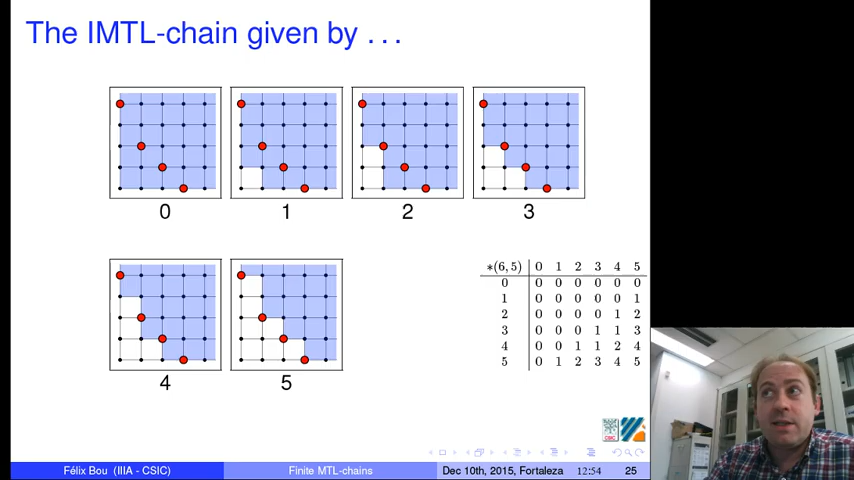 The IMTL-chain given by ...
0 1 2 3
4 5
*(6,5) 0 1 2 3 4 5
0 0 0 0 0 0 0
1 0 0 0 0 0 1
2 0 0 0 0 1 2
3 0 0 0 1 1 3
4 0 0 1 1 2 4
5 0 1 2 3 4 5
CSIC
Félix Bou (IIIA - CSIC) Finite MTL-chains Dec 10th, 2015, Fortaleza 12:54 25